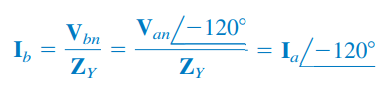 I_b = V_bn / Z_Y = V_an /−120° / Z_Y = I_a /−120°